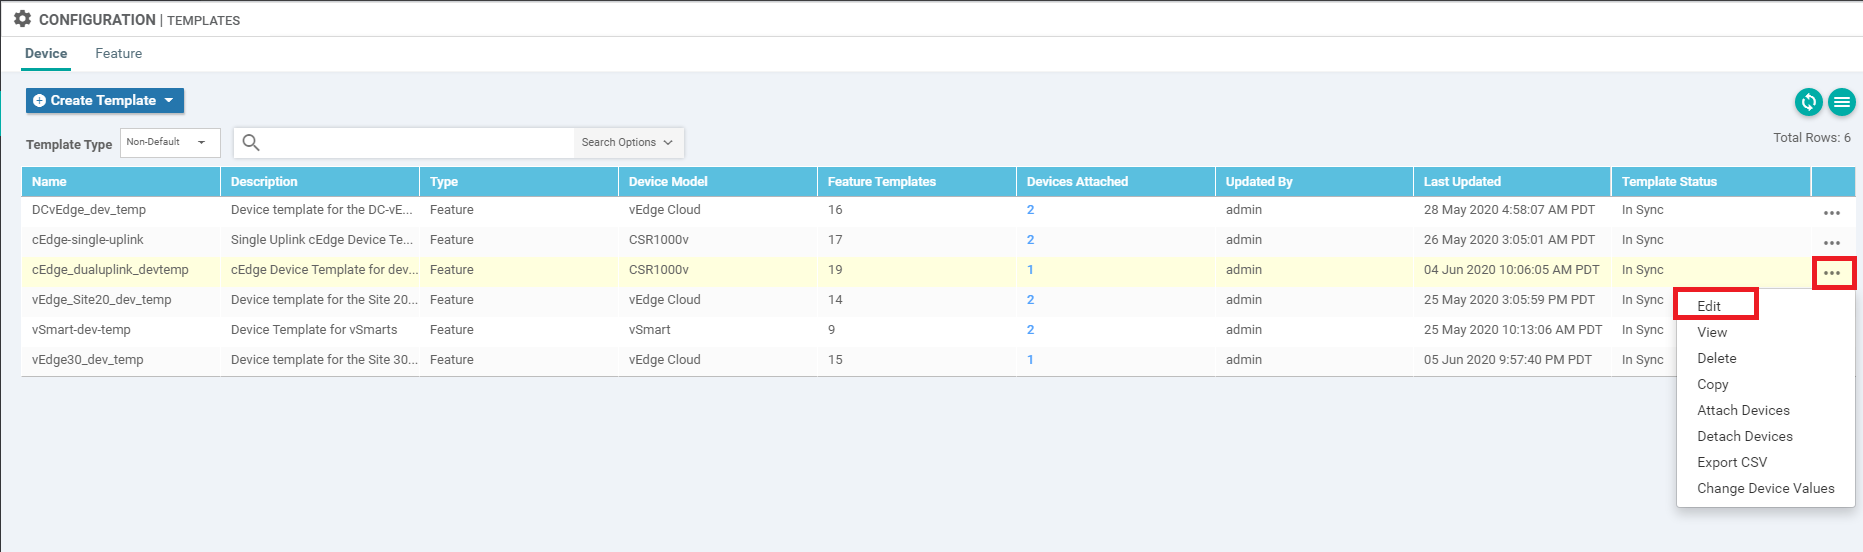 CONFIGURATION | TEMPLATES
Device Feature
Create Template
Template Type Non-Default Search Options Total Rows: 6
Name Description Type Device Model Feature Templates Devices Attached Updated By Last Updated Template Status
DCvEdge_dev_temp Device template for the DC-vE... Feature vEdge Cloud 16 2 admin 28 May 2020 4:58:07 AM PDT In Sync
cEdge-single-uplink Single Uplink cEdge Device Te... Feature CSR1000v 17 2 admin 26 May 2020 3:05:01 AM PDT In Sync
cEdge_dualuplink_devtemp cEdge Device Template for dev... Feature CSR1000v 19 1 admin 04 Jun 2020 10:06:05 AM PDT In Sync
vEdge_Site20_dev_temp Device template for the Site 20... Feature vEdge Cloud 14 2 admin 25 May 2020 3:05:59 PM PDT In Sync
vSmart-dev-temp Device Template for vSmarts Feature vSmart 9 2 admin 25 May 2020 10:13:06 AM PDT In Sync
vEdge30_dev_temp Device template for the Site 30... Feature vEdge Cloud 15 1 admin 05 Jun 2020 9:57:40 PM PDT In Sync
Edit
View
Delete
Copy
Attach Devices
Detach Devices
Export CSV
Change Device Values